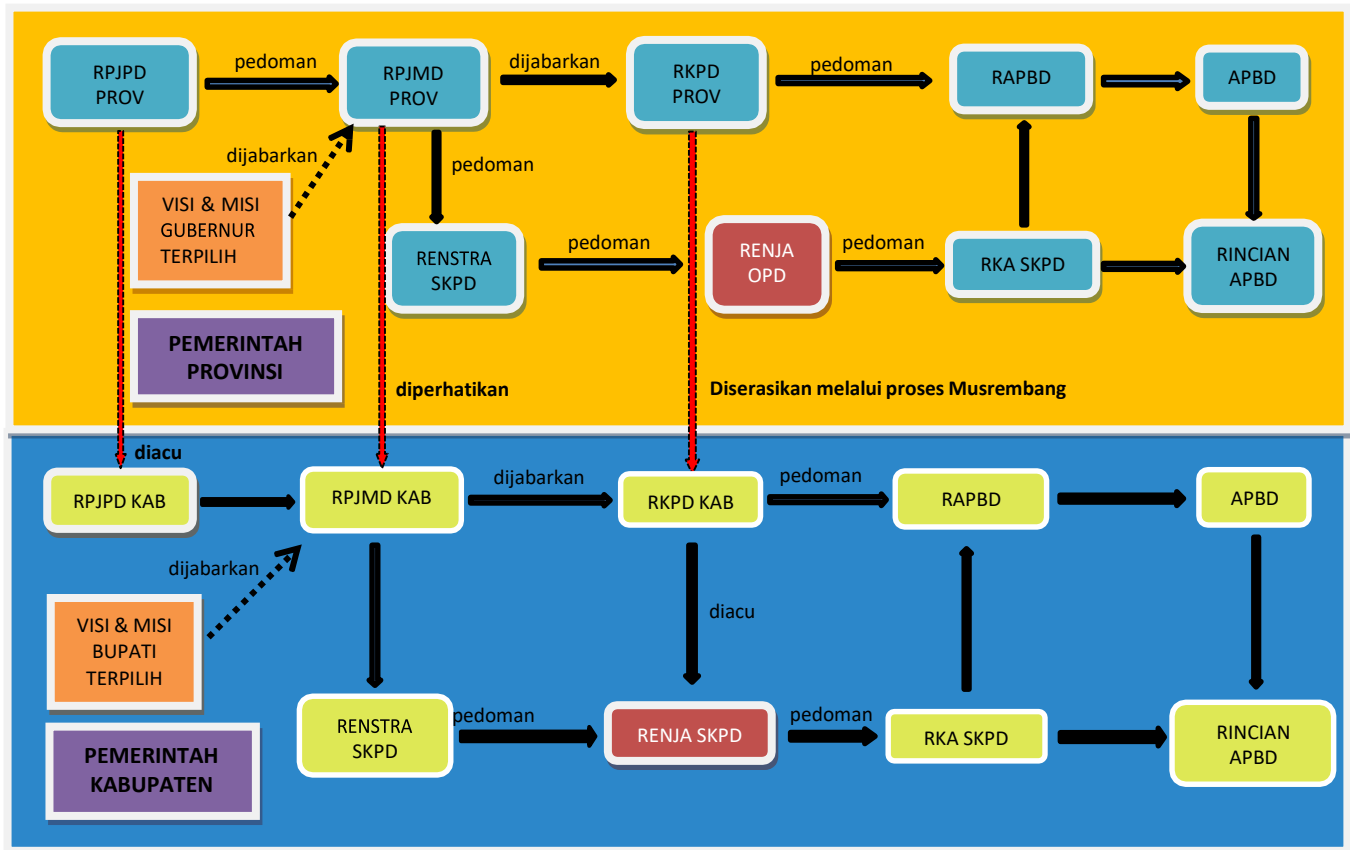 pedoman
dijabarkan
pedoman
RPJPD
PROV
RPJMD
PROV
RKPD
PROV
RAPBD
APBD
dijabarkan
pedoman
VISI & MISI
GUBERNUR
TERPILIH
RENSTRA
SKPD
pedoman
RENJA
OPD
pedoman
RKA SKPD
RINCIAN
APBD
PEMERINTAH
PROVINSI
diperhatikan
Diserasikan melalui proses Musrembang
diacu
RPJPD KAB
RPJMD KAB
dijabarkan
RKPD KAB
pedoman
RAPBD
APBD
dijabarkan
VISI & MISI
BUPATI
TERPILIH
diacu
RENSTRA
SKPD
pedoman
RENJA SKPD
pedoman
RKA SKPD
RINCIAN
APBD
PEMERINTAH
KABUPATEN